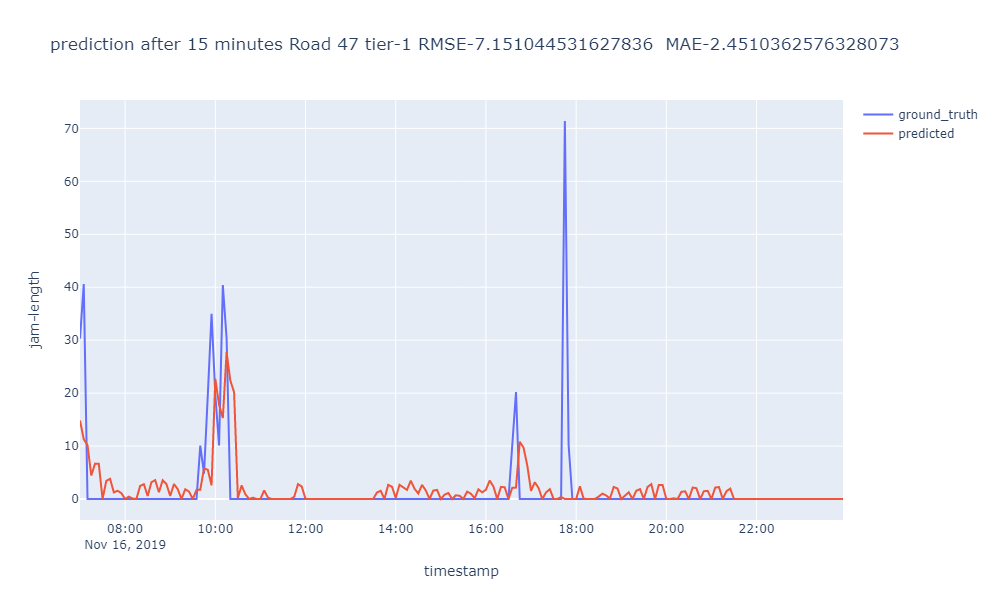 prediction after 15 minutes Road 47 tier-1 RMSE-7.151044531627836  MAE-2.4510362576328073
ground_truth
predicted
70
60
50
40
30
20
10
0
jam-length
08:00 10:00 12:00 14:00 16:00 18:00 20:00 22:00
Nov 16, 2019
timestamp